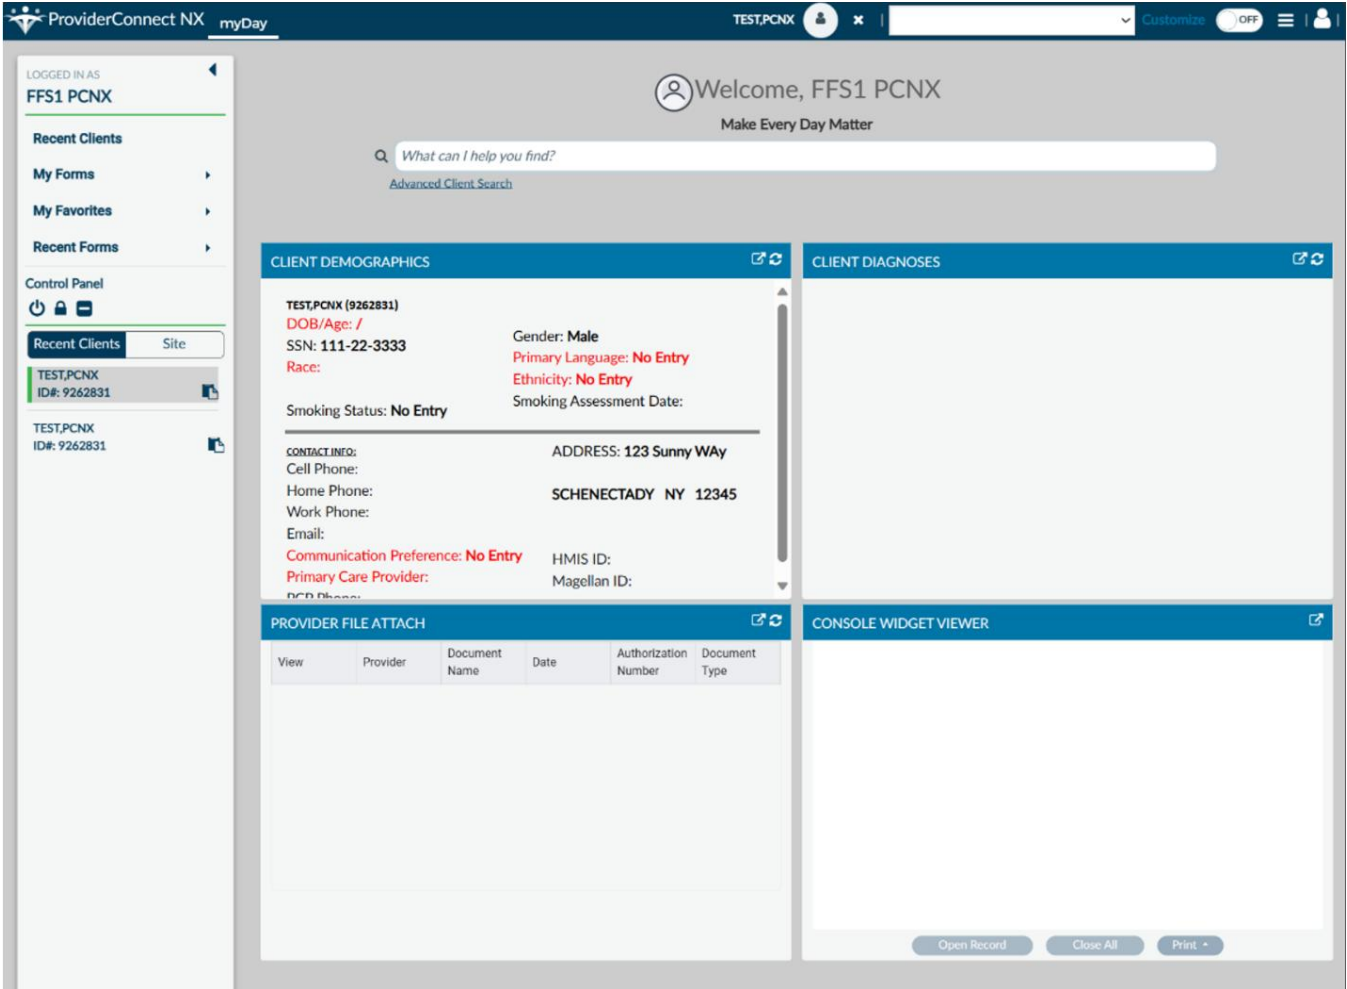 ProviderConnect NX myDay TEST,PCNX Customize OFF
LOGGED IN AS
FFS1 PCNX
Recent Clients
My Forms
My Favorites
Recent Forms
Control Panel
Recent Clients Site
TEST,PCNX
ID#: 9262831
TEST,PCNX
ID#: 9262831
Welcome, FFS1 PCNX
Make Every Day Matter
What can I help you find?
Advanced Client Search
CLIENT DEMOGRAPHICS
TEST,PCNX (9262831)
DOB/Age: /
SSN: 111-22-3333
Race:
Smoking Status: No Entry
Gender: Male
Primary Language: No Entry
Ethnicity: No Entry
Smoking Assessment Date:
CONTACT INFO:
Cell Phone:
Home Phone:
Work Phone:
Email:
Communication Preference: No Entry
Primary Care Provider:
PCP Phone:
ADDRESS: 123 Sunny WAy
SCHENECTADY NY 12345
HMIS ID:
Magellan ID:
CLIENT DIAGNOSES
PROVIDER FILE ATTACH
View Provider Document Name Date Authorization Number Document Type
CONSOLE WIDGET VIEWER
Open Record Close All Print